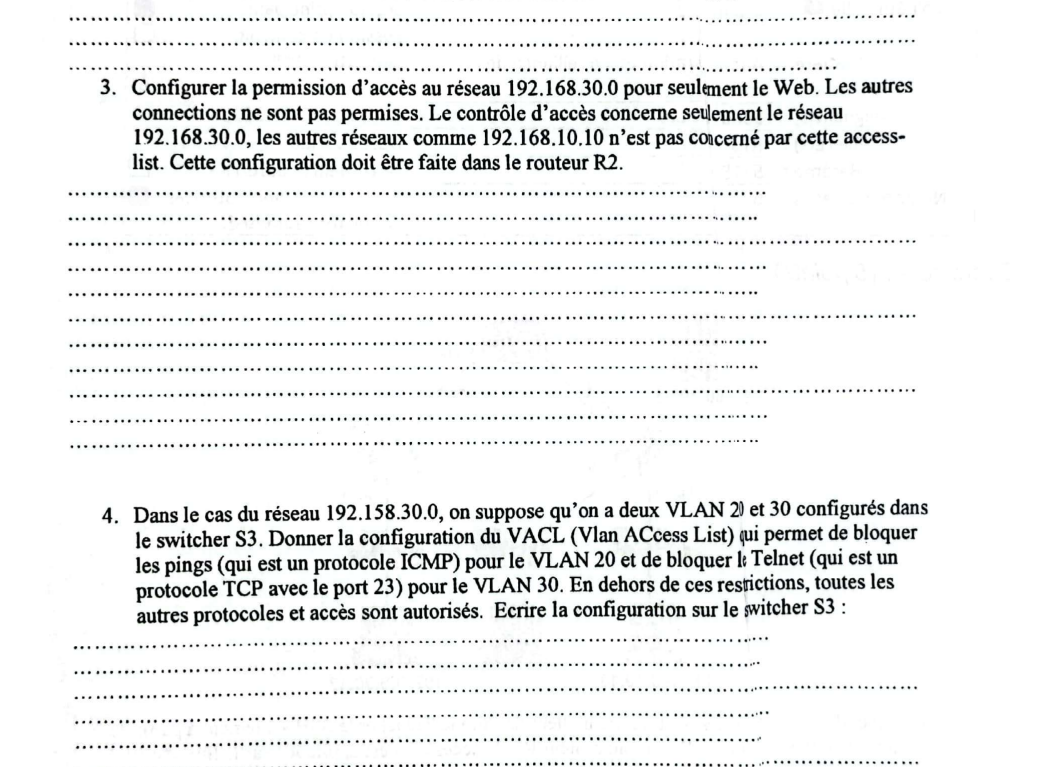 3. Configurer la permission d'accès au réseau 192.168.30.0 pour seulement le Web. Les autres
connections ne sont pas permises. Le contrôle d'accès concerne seulement le réseau
192.168.30.0, les autres réseaux comme 192.168.10.10 n'est pas concerné par cette access-
list. Cette configuration doit être faite dans le routeur R2.
4. Dans le cas du réseau 192.158.30.0, on suppose qu'on a deux VLAN 20 et 30 configurés dans
le switcher S3. Donner la configuration du VACL (Vlan ACcess List) qui permet de bloquer
les pings (qui est un protocole ICMP) pour le VLAN 20 et de bloquer le Telnet (qui est un
protocole TCP avec le port 23) pour le VLAN 30. En dehors de ces restrictions, toutes les
autres protocoles et accès sont autorisés. Ecrire la configuration sur le switcher S3 :